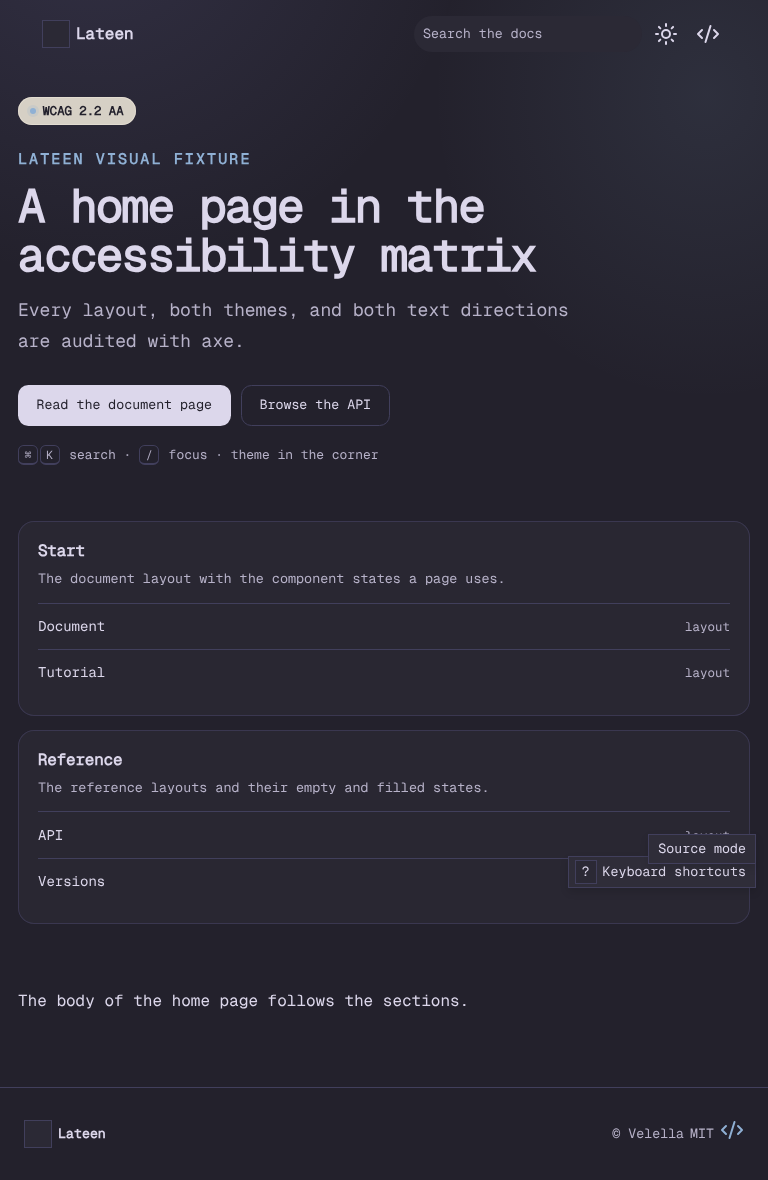 Lateen
Search the docs
WCAG 2.2 AA
LATEEN VISUAL FIXTURE
A home page in the
accessibility matrix
Every layout, both themes, and both text directions
are audited with axe.
Read the document page
Browse the API
⌘ K search · / focus · theme in the corner
Start
The document layout with the component states a page uses.
Document layout
Tutorial layout
Reference
The reference layouts and their empty and filled states.
API
Source mode
? Keyboard shortcuts
Versions
The body of the home page follows the sections.
Lateen
© Velella MIT